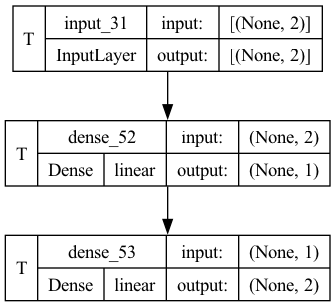 T input_31 input: [(None, 2)]
InputLayer output: [(None, 2)]
T dense_52 input: (None, 2)
Dense linear output: (None, 1)
T dense_53 input: (None, 1)
Dense linear output: (None, 2)